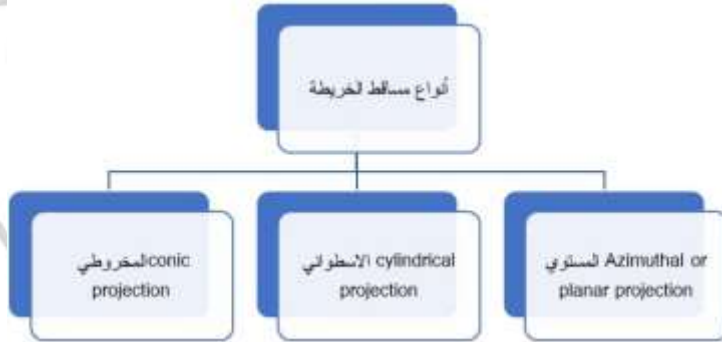 أنواع مساقط الخريطة
المستوي Azimuthal or
planar projection
الاسطواني cylindrical
projection
المخروطيconic
projection